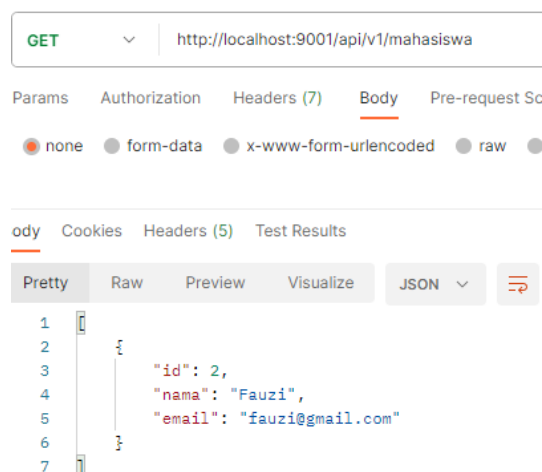 GET http://localhost:9001/api/v1/mahasiswa
Params Authorization Headers (7) Body Pre-request Sc
none form-data x-www-form-urlencoded raw
ody Cookies Headers (5) Test Results
Pretty Raw Preview Visualize JSON
1 [
2 {
3 "id": 2,
4 "nama": "Fauzi",
5 "email": "fauzi@gmail.com"
6 }
7 ]